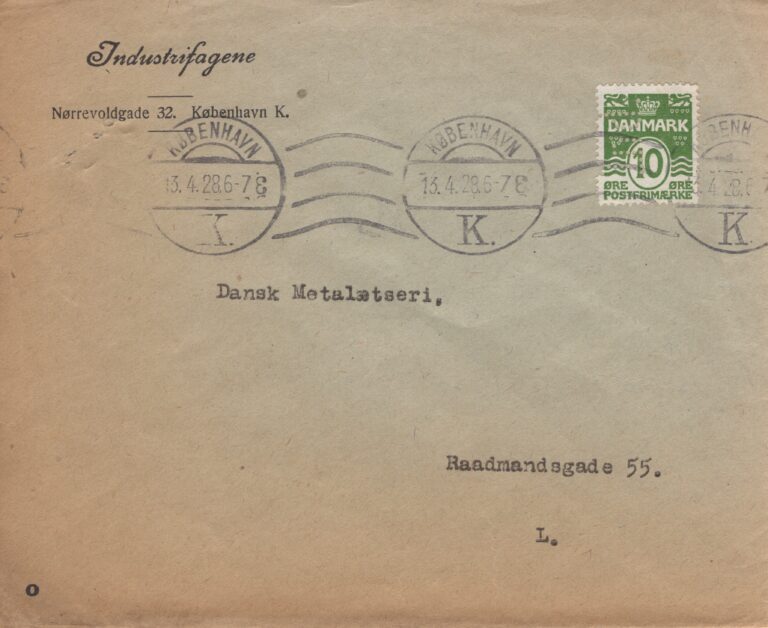 Industrifagene
Nørrevoldgade 32. København K.
KØBENHAVN
13. 4. 28. 6-7 E
K.
KØBENHAVN
13. 4. 28. 6-7 E
K.
DANMARK
10
ØRE ØRE
POSTFRIMÆRKE
K.
Dansk Metalætseri,
Raadmandsgade 55.
L.
O